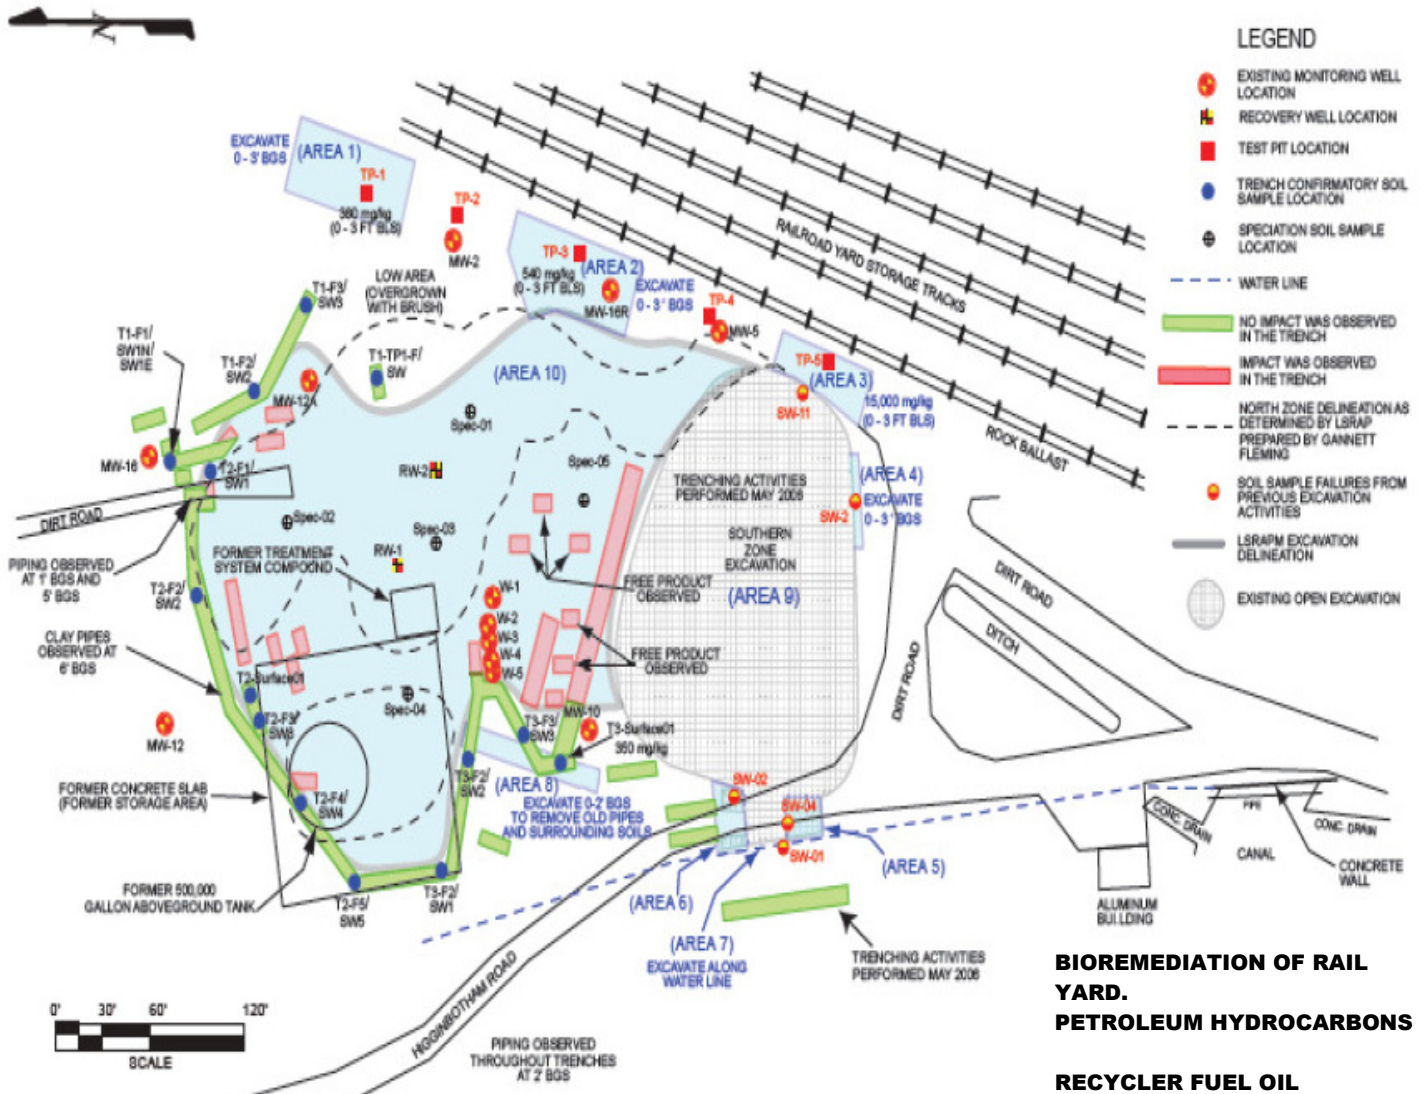 N
LEGEND
EXISTING MONITORING WELL
LOCATION
RECOVERY WELL LOCATION
TEST PIT LOCATION
TRENCH CONFIRMATORY SOIL
SAMPLE LOCATION
SPECIATION SOIL SAMPLE
LOCATION
WATER LINE
NO IMPACT WAS OBSERVED
IN THE TRENCH
IMPACT WAS OBSERVED
IN THE TRENCH
NORTH ZONE DELINEATION AS
DETERMINED BY LSRAP
PREPARED BY GANNETT
FLEMING
SOIL SAMPLE FAILURES FROM
PREVIOUS EXCAVATION
ACTIVITIES
LSRAPM EXCAVATION
DELINEATION
EXISTING OPEN EXCAVATION
EXCAVATE
0 - 3' BGS
(AREA 1)
TP-1
360 mg/kg
(0 - 3 FT BLS)
TP-2
MW-2
TP-3
(AREA 2)
540 mg/kg
(0 - 3 FT BLS)
MW-16R
EXCAVATE
0 - 3' BGS
TP-4
MW-5
RAILROAD YARD STORAGE TRACKS
ROCK BALLAST
LOW AREA
(OVERGROWN
WITH BRUSH)
T1-F3/
SW3
T1-F1/
SW1N/
SW1E
T1-F2/
SW2
T1-TP1-F/
SW
MW-12A
(AREA 10)
TP-5
(AREA 3)
15,000 mg/kg
(0 - 3 FT BLS)
SW-11
Spec-01
MW-16
T2-F1/
SW1
RW-2
Spec-05
TRENCHING ACTIVITIES
PERFORMED MAY 2006
(AREA 4)
EXCAVATE
0 - 3' BGS
SW-2
DIRT ROAD
Spec-02
Spec-03
FORMER TREATMENT
SYSTEM COMPOUND
RW-1
SOUTHERN
ZONE
EXCAVATION
(AREA 9)
PIPING OBSERVED
AT 1' BGS AND
5' BGS
T2-F2/
SW2
FREE PRODUCT
OBSERVED
W-1
W-2
W-3
W-4
W-5
DIRT ROAD
DITCH
DIRT ROAD
CLAY PIPES
OBSERVED AT
6' BGS
FREE PRODUCT
OBSERVED
T2-Surface01
Spec-04
T2-F3/
SW3
MW-12
MW-10
T3-F3/
SW3
T3-Surface01
350 mg/kg
FORMER CONCRETE SLAB
(FORMER STORAGE AREA)
T2-F4/
SW4
T3-F2/
SW2
(AREA 8)
EXCAVATE 0-2' BGS
TO REMOVE OLD PIPES
AND SURROUNDING SOILS
SW-02
SW-04
SW-01
(AREA 5)
CONC. DRAIN
PIPE
CONC. DRAIN
CANAL
CONCRETE
WALL
ALUMINUM
BUILDING
FORMER 500,000
GALLON ABOVEGROUND TANK
T2-F5/
SW5
T3-F2/
SW1
(AREA 6)
(AREA 7)
EXCAVATE ALONG
WATER LINE
TRENCHING ACTIVITIES
PERFORMED MAY 2006
HIGGINBOTHAM ROAD
PIPING OBSERVED
THROUGHOUT TRENCHES
AT 2' BGS
0' 30' 60' 120'
SCALE
BIOREMEDIATION OF RAIL
YARD.
PETROLEUM HYDROCARBONS
RECYCLER FUEL OIL